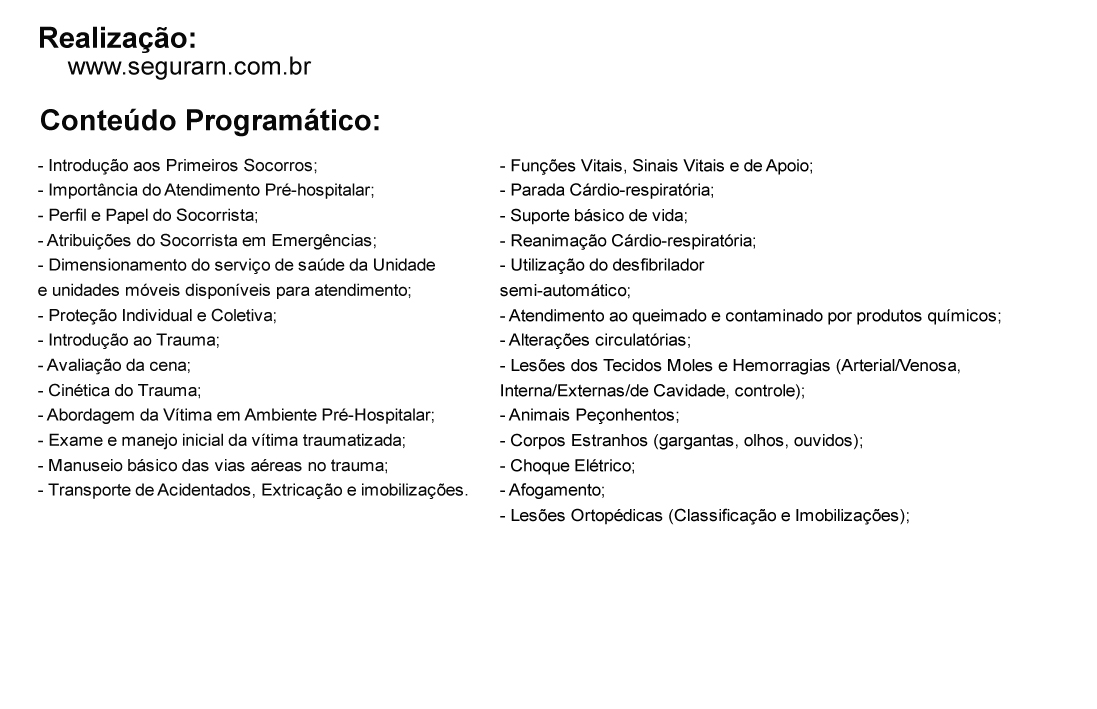 Realização:
www.segurarn.com.br
Conteúdo Programático:
- Introdução aos Primeiros Socorros;
- Importância do Atendimento Pré-hospitalar;
- Perfil e Papel do Socorrista;
- Atribuições do Socorrista em Emergências;
- Dimensionamento do serviço de saúde da Unidade
e unidades móveis disponíveis para atendimento;
- Proteção Individual e Coletiva;
- Introdução ao Trauma;
- Avaliação da cena;
- Cinética do Trauma;
- Abordagem da Vítima em Ambiente Pré-Hospitalar;
- Exame e manejo inicial da vítima traumatizada;
- Manuseio básico das vias aéreas no trauma;
- Transporte de Acidentados, Extricação e imobilizações.
- Funções Vitais, Sinais Vitais e de Apoio;
- Parada Cárdio-respiratória;
- Suporte básico de vida;
- Reanimação Cárdio-respiratória;
- Utilização do desfibrilador
semi-automático;
- Atendimento ao queimado e contaminado por produtos químicos;
- Alterações circulatórias;
- Lesões dos Tecidos Moles e Hemorragias (Arterial/Venosa,
Interna/Externas/de Cavidade, controle);
- Animais Peçonhentos;
- Corpos Estranhos (gargantas, olhos, ouvidos);
- Choque Elétrico;
- Afogamento;
- Lesões Ortopédicas (Classificação e Imobilizações);